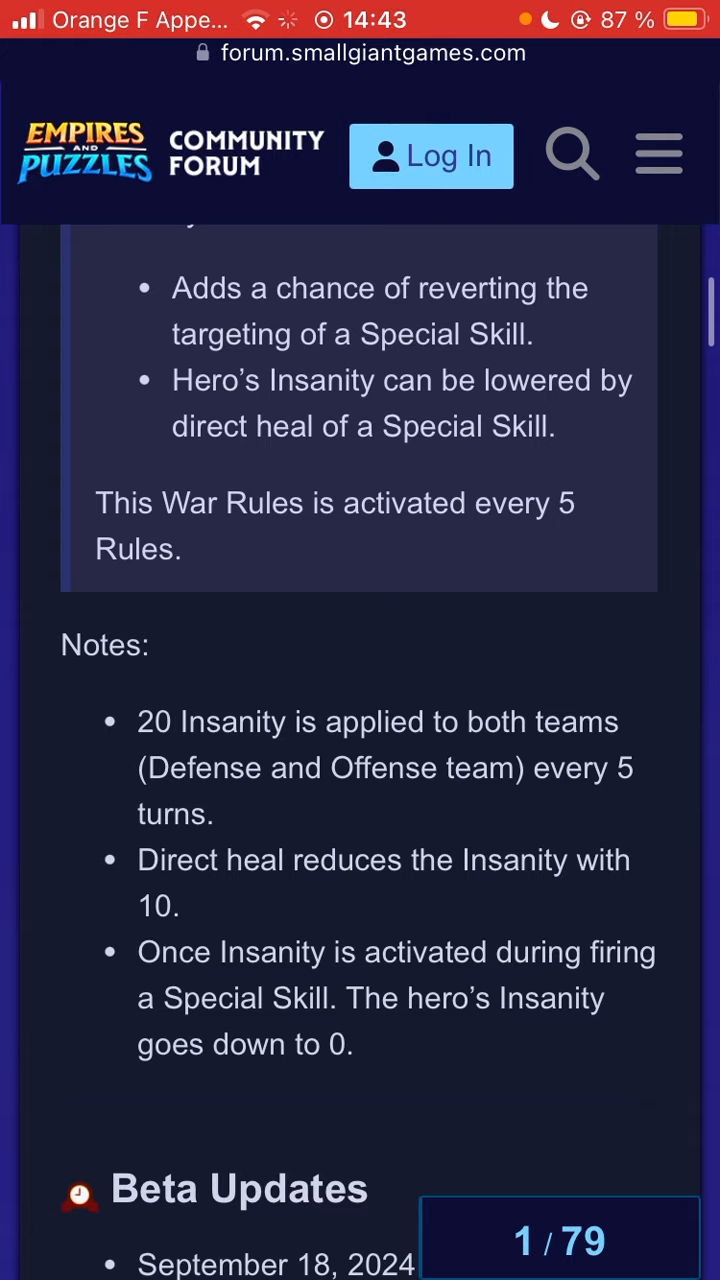 Orange F Appe... 14:43 87 %
forum.smallgiantgames.com
EMPIRES
AND
PUZZLES
COMMUNITY
FORUM
Log In
• Adds a chance of reverting the
targeting of a Special Skill.
• Hero’s Insanity can be lowered by
direct heal of a Special Skill.
This War Rules is activated every 5
Rules.
Notes:
• 20 Insanity is applied to both teams
(Defense and Offense team) every 5
turns.
• Direct heal reduces the Insanity with
10.
• Once Insanity is activated during firing
a Special Skill. The hero’s Insanity
goes down to 0.
Beta Updates
• September 18, 2024
1 / 79